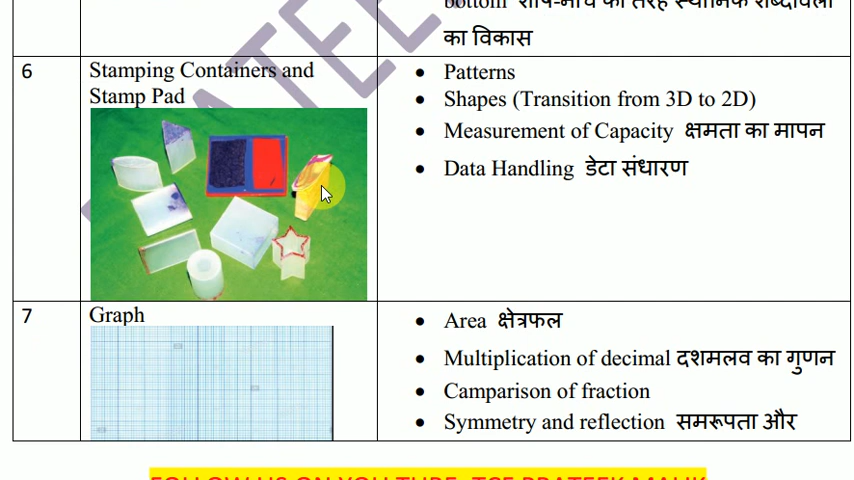 का विकास
6
Stamping Containers and
Stamp Pad
Patterns
Shapes (Transition from 3D to 2D)
Measurement of Capacity क्षमता का मापन
Data Handling डेटा संधारण
7
Graph
Area क्षेत्रफल
Multiplication of decimal दशमलव का गुणन
Camparison of fraction
Symmetry and reflection समरूपता और